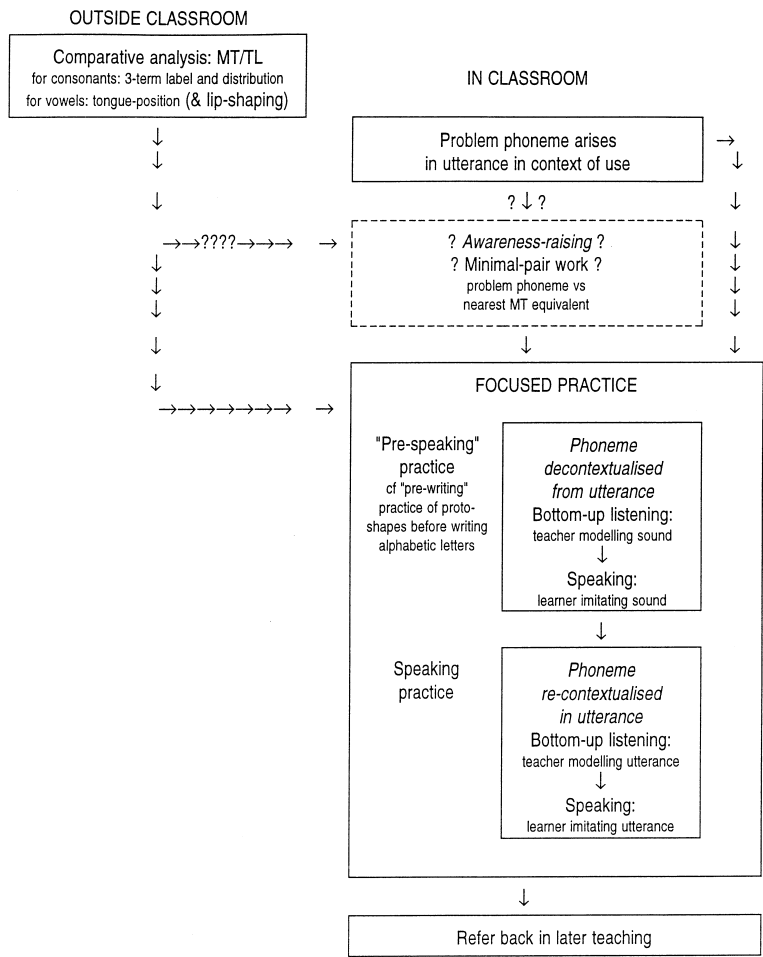 OUTSIDE CLASSROOM
Comparative analysis: MT/TL
for consonants: 3-term label and distribution
for vowels: tongue-position (& lip-shaping)
IN CLASSROOM
Problem phoneme arises →
in utterance in context of use
↓
↓
↓
↓
? ↓ ?
↓
→→????→→→ →
? Awareness-raising ?
? Minimal-pair work ?
problem phoneme vs
nearest MT equivalent
↓
↓
↓
↓
↓
↓
↓
↓
↓
↓
→→→→→→→ →
FOCUSED PRACTICE
"Pre-speaking"
practice
cf "pre-writing"
practice of proto-
shapes before writing
alphabetic letters
Phoneme
decontextualised
from utterance
Bottom-up listening:
teacher modelling sound
↓
Speaking:
learner imitating sound
↓
Speaking
practice
Phoneme
re-contextualised
in utterance
Bottom-up listening:
teacher modelling utterance
↓
Speaking:
learner imitating utterance
↓
Refer back in later teaching